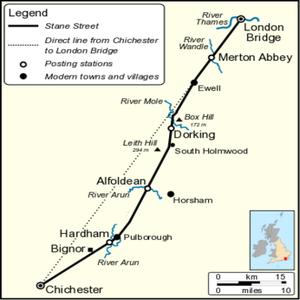 Legend
Stane Street
Direct line from Chichester
to London Bridge
Posting stations
Modern towns and villages
River
Thames
London
Bridge
River
Wandle
Merton Abbey
Ewell
River Mole
Box Hill
172 m
Dorking
Leith Hill
294 m
South Holmwood
Alfoldean
River Arun
Horsham
Hardham
Pulborough
Bignor
River Arun
Chichester
0 km 15
0 miles 10